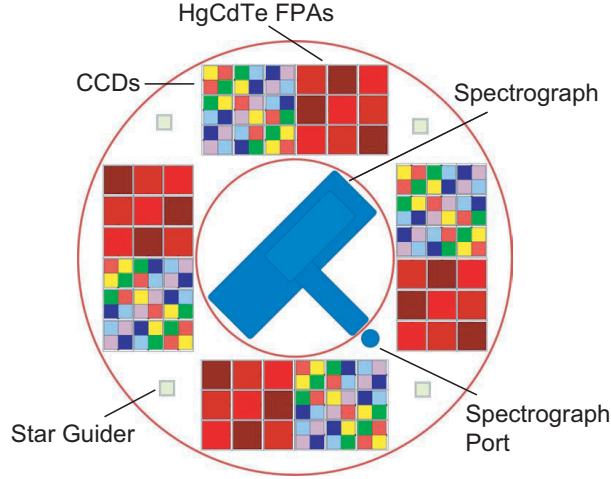 HgCdTe FPAs
CCDs
Spectrograph
Star Guider
Spectrograph
Port